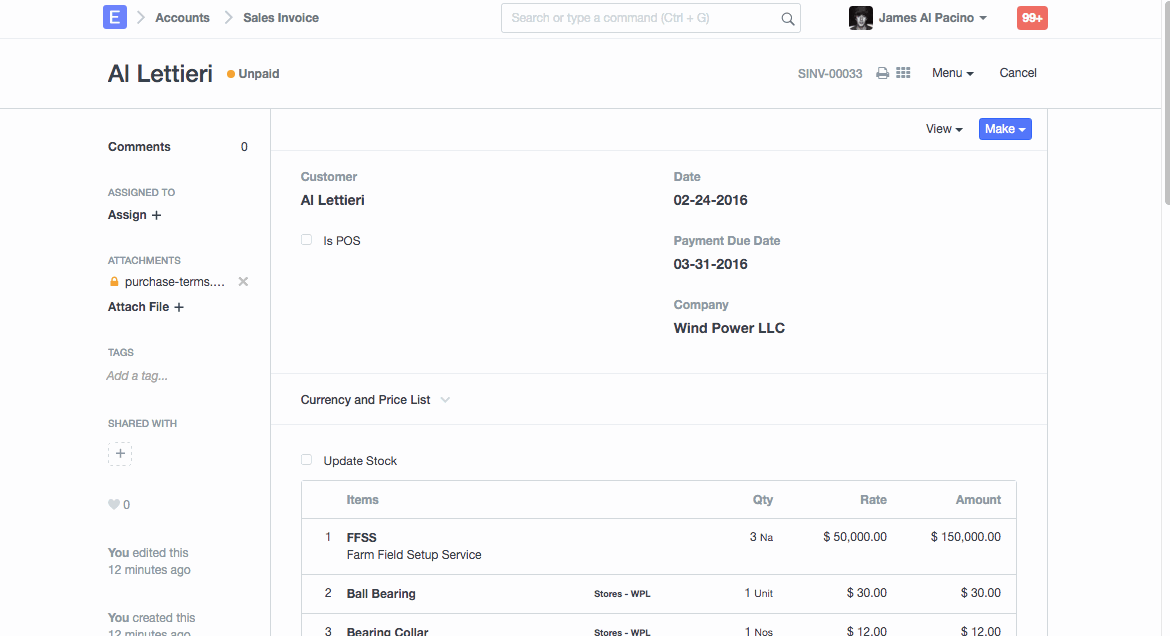 E Accounts Sales Invoice Search or type a command (Ctrl + G) James Al Pacino 99+
Al Lettieri Unpaid SINV-00033 Menu Cancel
View Make
Comments 0
ASSIGNED TO
Assign +
ATTACHMENTS
purchase-terms....
Attach File +
TAGS
Add a tag...
SHARED WITH
+
0
You edited this
12 minutes ago
You created this
12 minutes ago
Customer
Al Lettieri
Is POS
Date
02-24-2016
Payment Due Date
03-31-2016
Company
Wind Power LLC
Currency and Price List
Update Stock
Items Qty Rate Amount
1 FFSS 3 Na $ 50,000.00 $ 150,000.00
Farm Field Setup Service
2 Ball Bearing Stores - WPL 1 Unit $ 30.00 $ 30.00
3 Bearing Collar Stores - WPL 1 Nos $ 12.00 $ 12.00